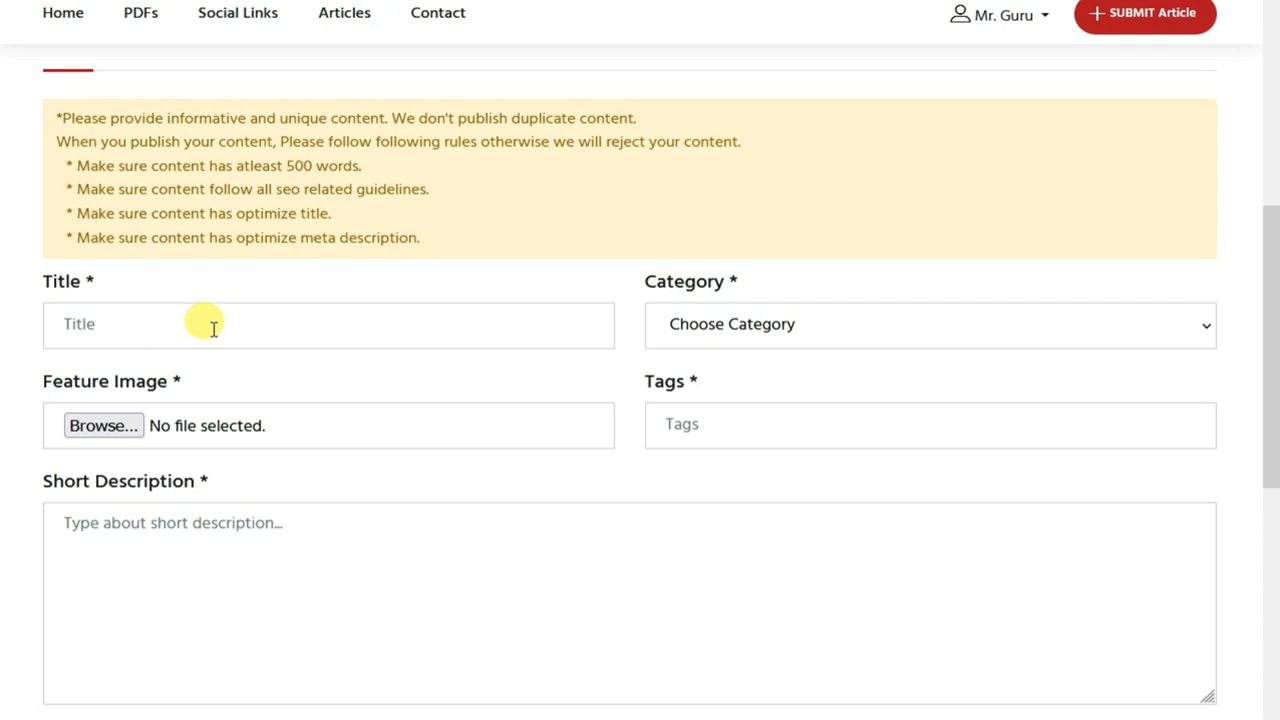 Home PDFs Social Links Articles Contact Mr. Guru SUBMIT Article
*Please provide informative and unique content. We don't publish duplicate content.
When you publish your content, Please follow following rules otherwise we will reject your content.
* Make sure content has atleast 500 words.
* Make sure content follow all seo related guidelines.
* Make sure content has optimize title.
* Make sure content has optimize meta description.
Title * Category *
Title Choose Category
Feature Image * Tags *
Browse... No file selected. Tags
Short Description *
Type about short description...